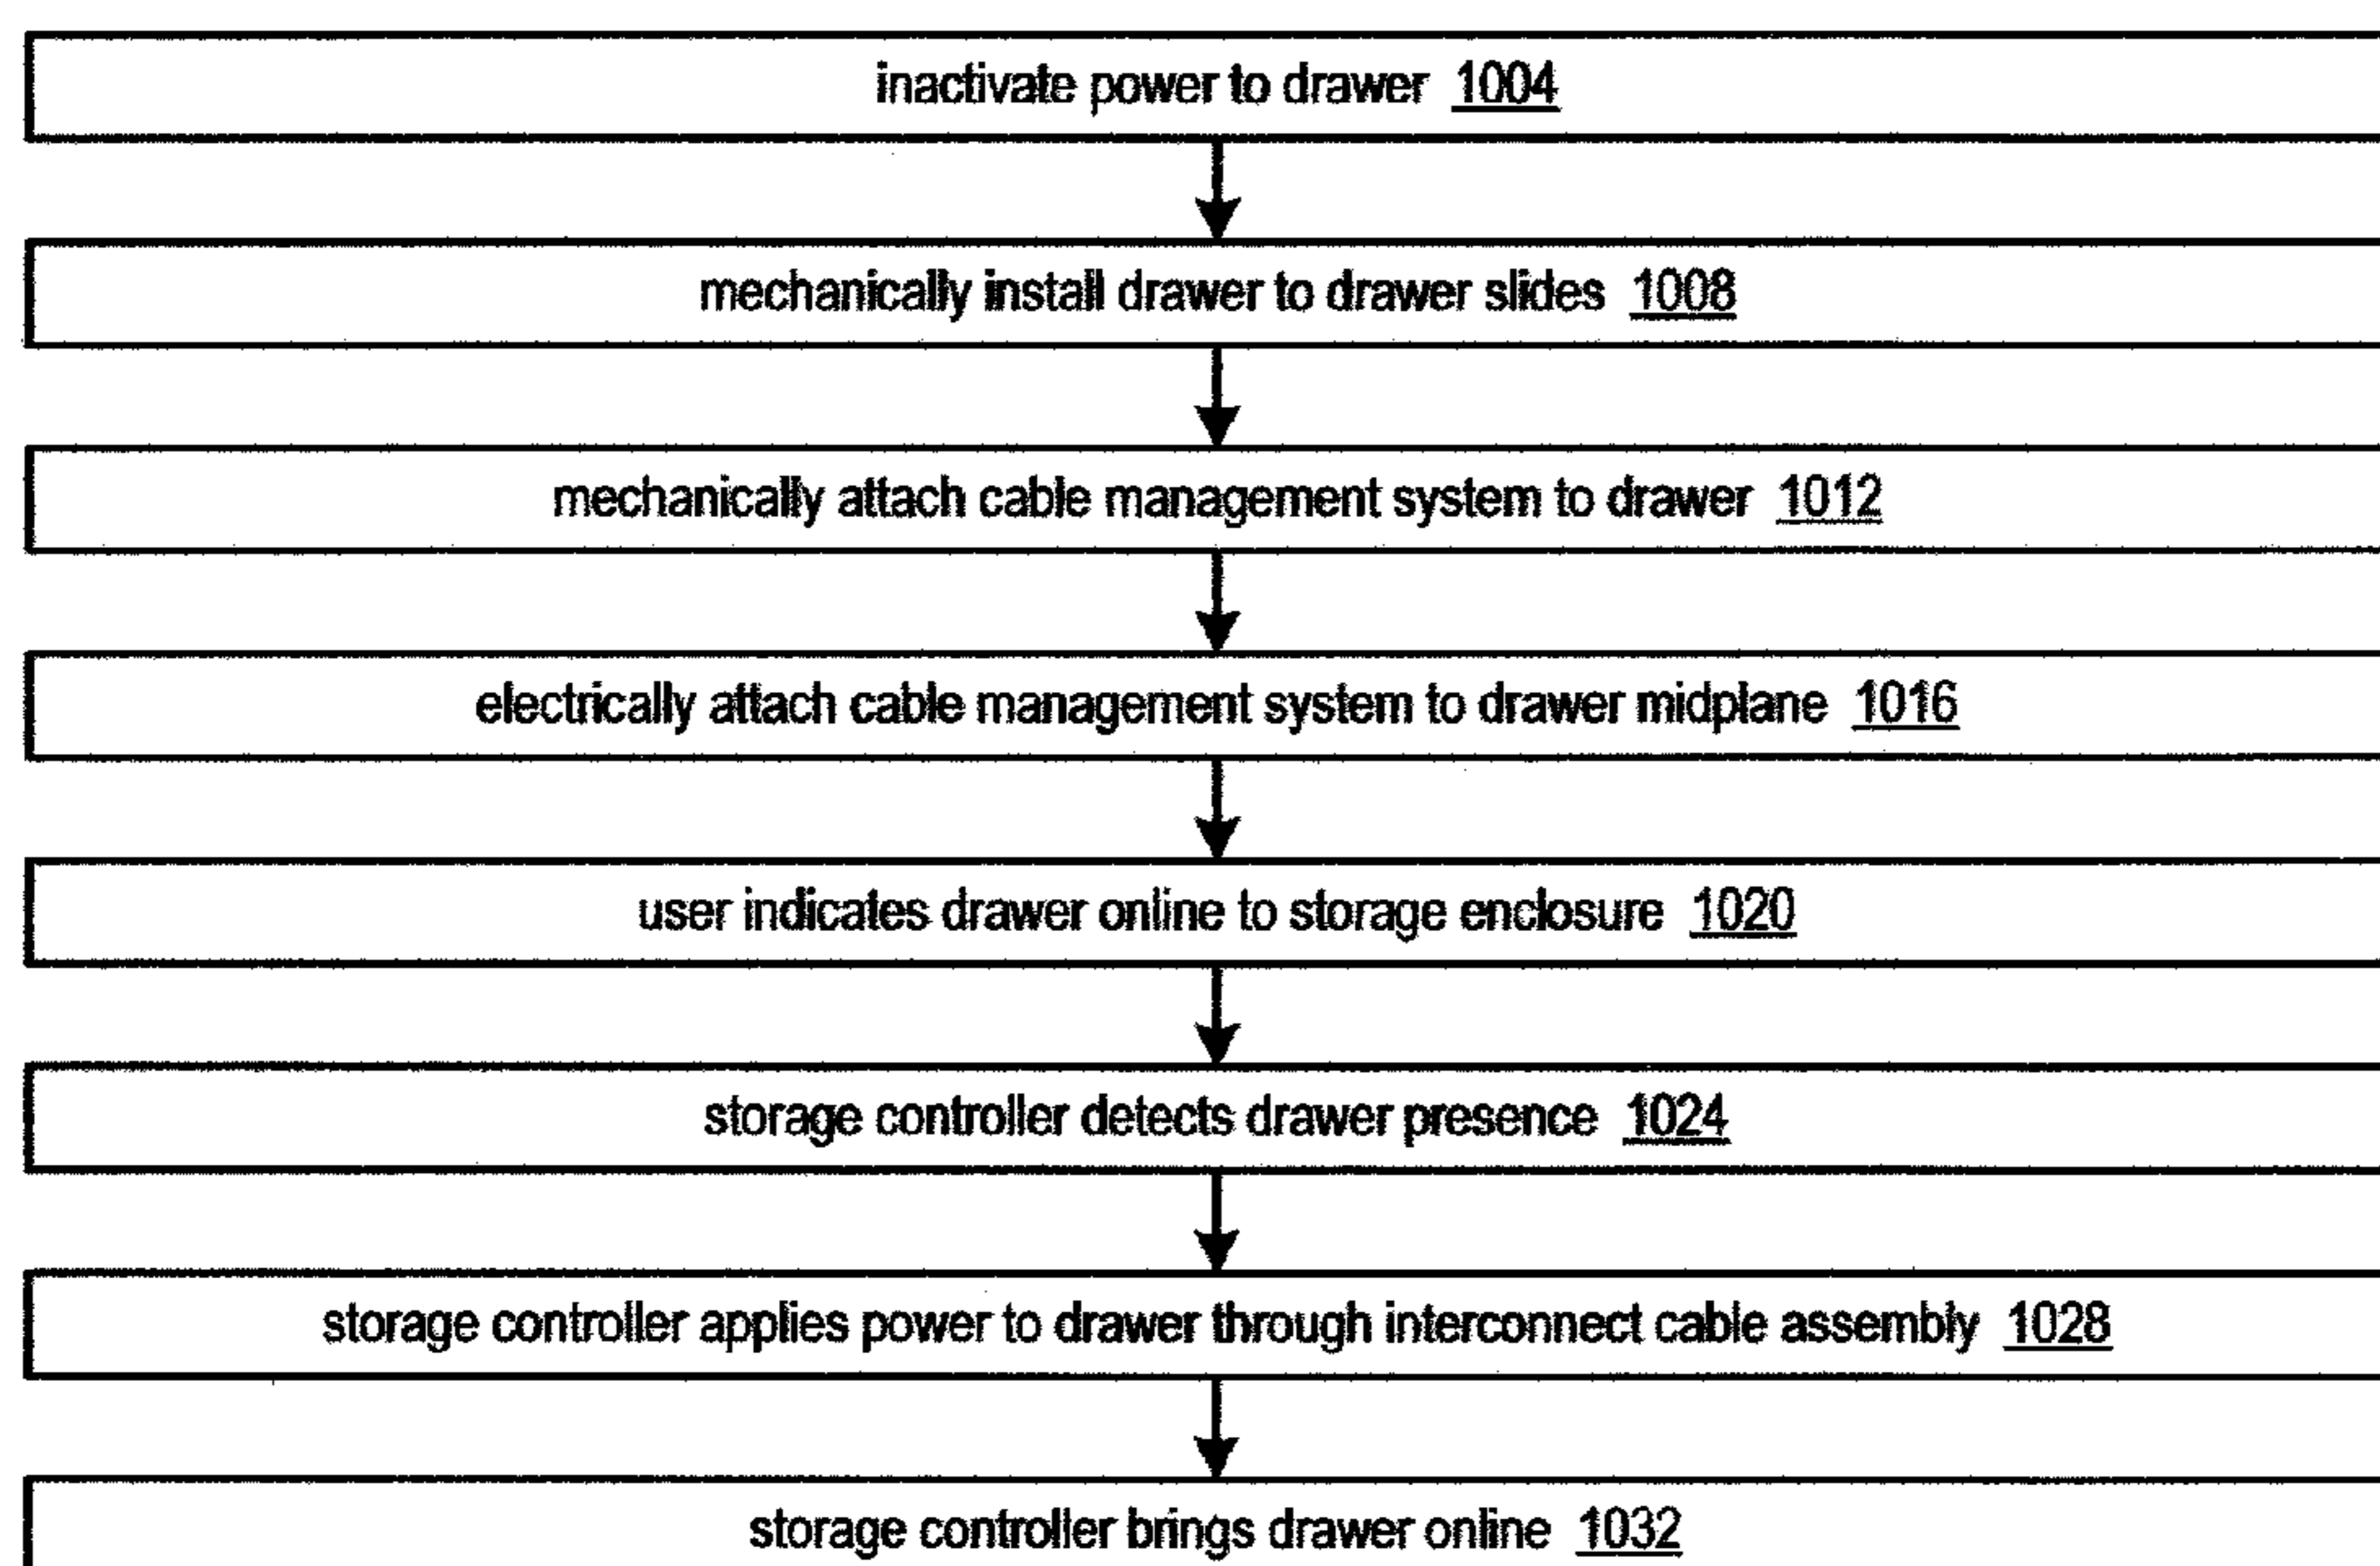 inactivate power to drawer 1004
mechanically install drawer to drawer slides 1008
mechanically attach cable management system to drawer 1012
electrically attach cable management system to drawer midplane 1016
user indicates drawer online to storage enclosure 1020
storage controller detects drawer presence 1024
storage controller applies power to drawer through interconnect cable assembly 1028
storage controller brings drawer online 1032